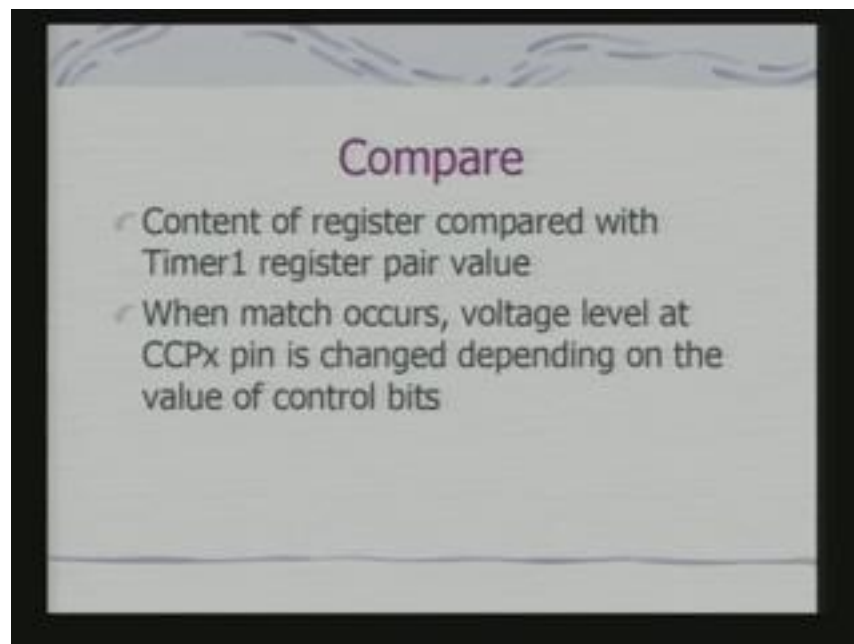 Compare
Content of register compared with
Timer1 register pair value
When match occurs, voltage level at
CCPx pin is changed depending on the
value of control bits